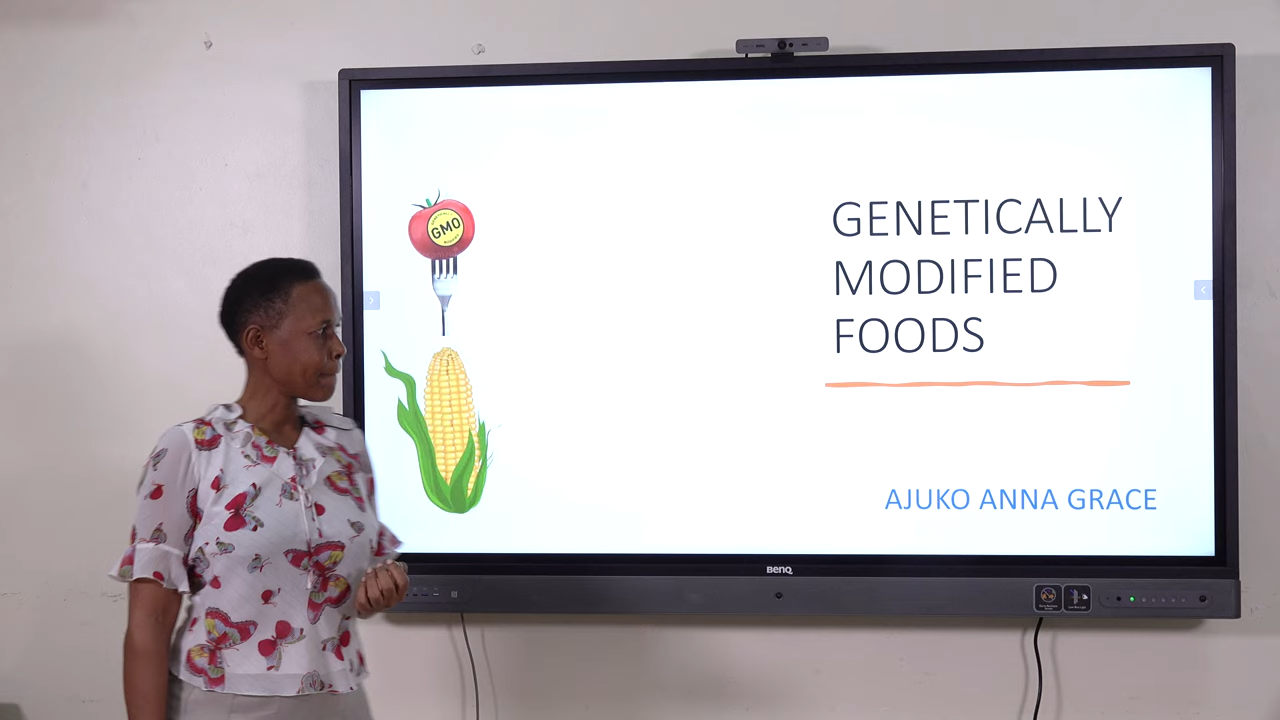 GMO
GENETICALLY
MODIFIED
FOODS
AJUKO ANNA GRACE
BenQ